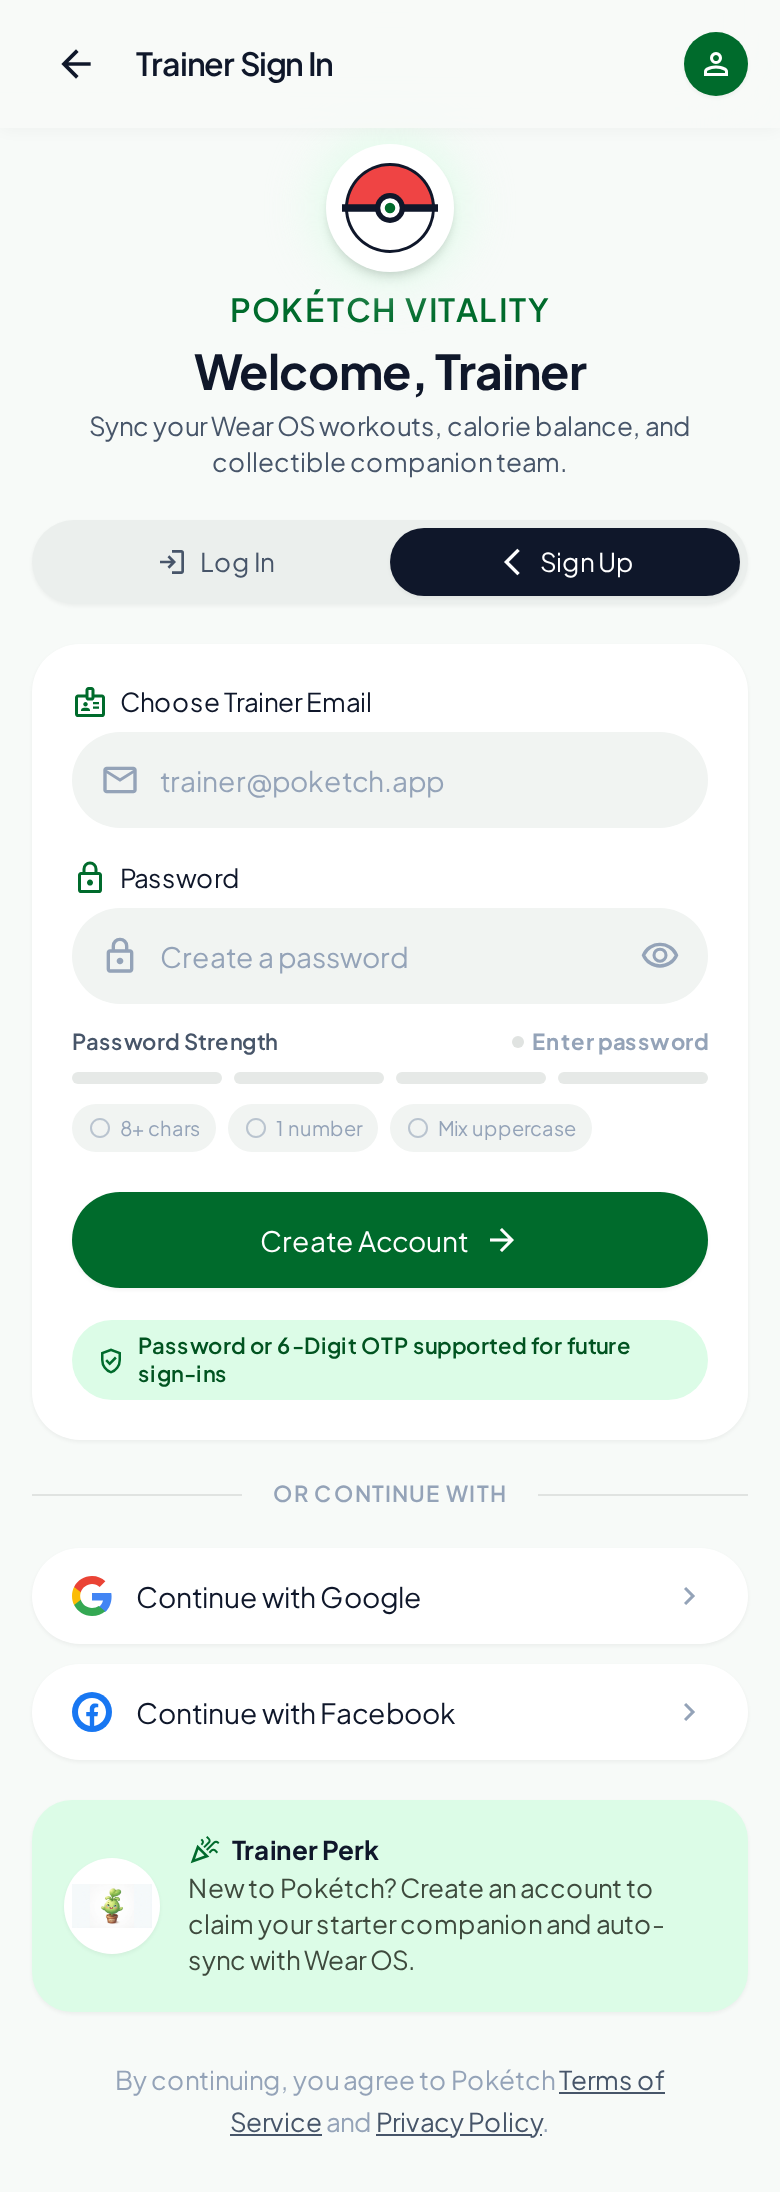 Trainer Sign In
POKÉTCH VITALITY
Welcome, Trainer
Sync your Wear OS workouts, calorie balance, and
collectible companion team.
Log In
Sign Up
Choose Trainer Email
trainer@poketch.app
Password
Create a password
Password Strength
Enter password
8+ chars
1 number
Mix uppercase
Create Account
Password or 6-Digit OTP supported for future
sign-ins
OR CONTINUE WITH
Continue with Google
Continue with Facebook
Trainer Perk
New to Pokétch? Create an account to
claim your starter companion and auto-
sync with Wear OS.
By continuing, you agree to Pokétch Terms of
Service and Privacy Policy.